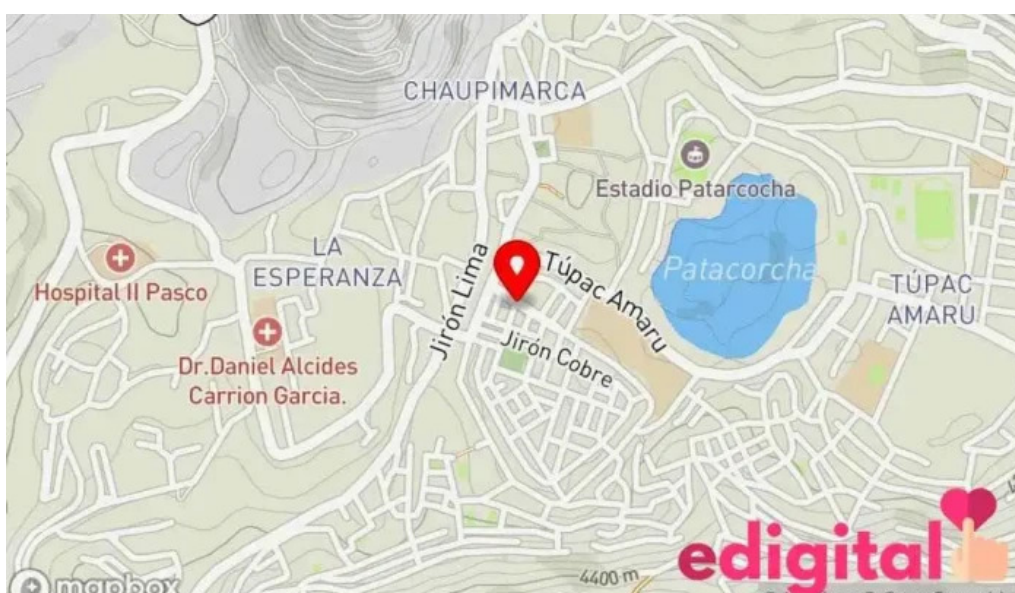 CHAUPIMARCA
Estadio Patarcocha
LA
ESPERANZA
Hospital II Pasco
Jirón Lima
Túpac Amaru
Patacorcha
TÚPAC
AMARU
Jirón Cobre
Dr.Daniel Alcides
Carrion Garcia.
edigital
4400 m
mapbox